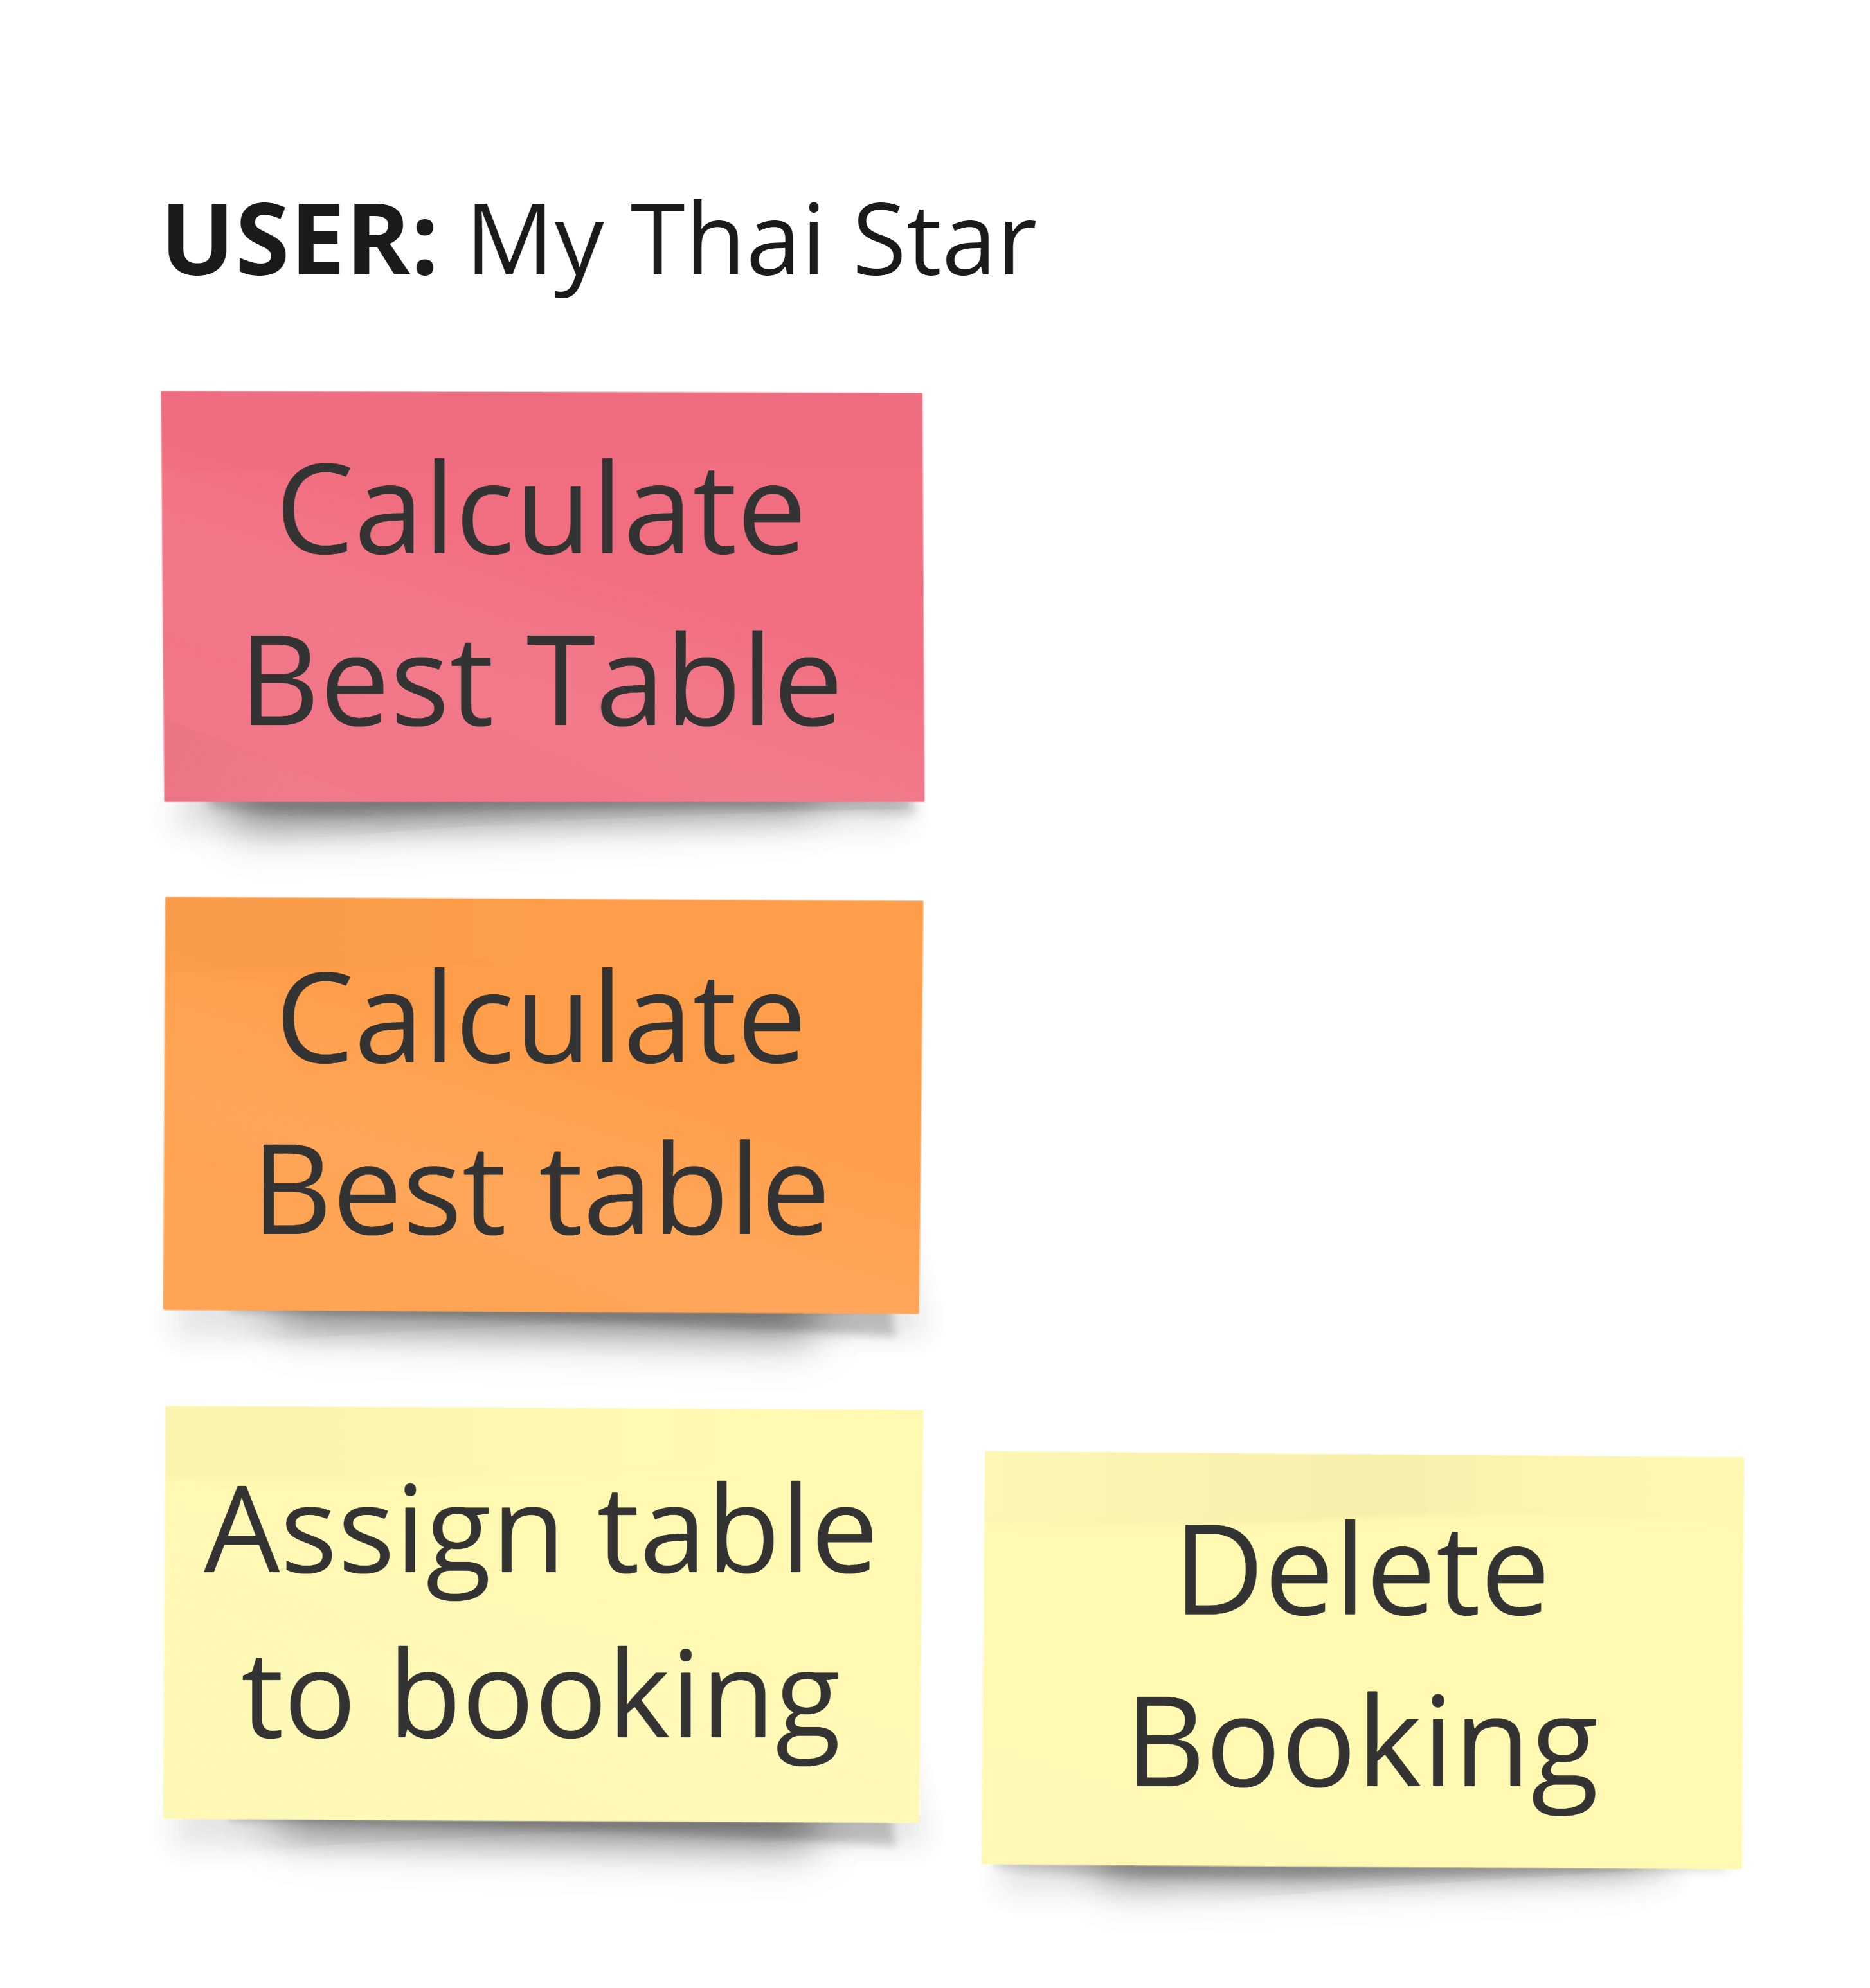 USER: My Thai Star
Calculate
Best Table
Calculate
Best table
Assign table
to booking
Delete
Booking